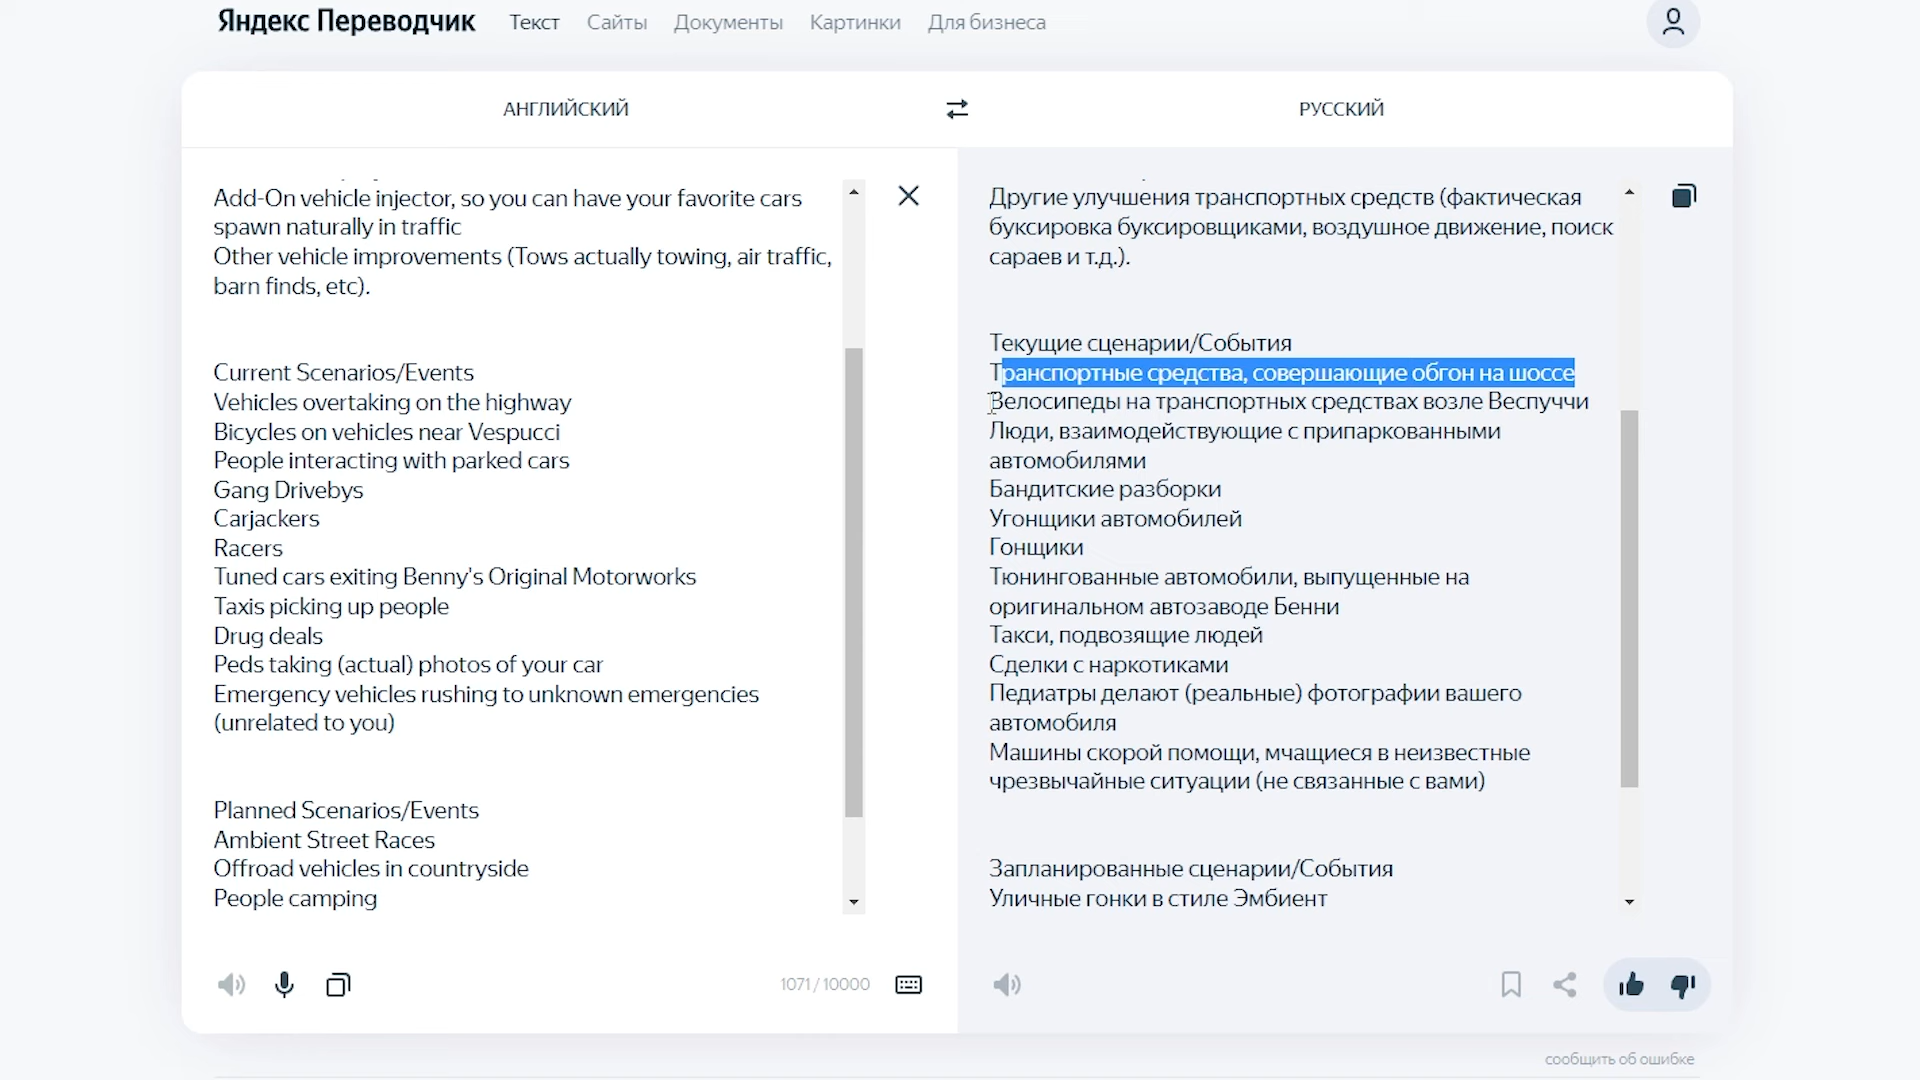 Яндекс Переводчик Текст Сайты Документы Картинки Для бизнеса
АНГЛИЙСКИЙ
РУССКИЙ
Add-On vehicle injector, so you can have your favorite cars
spawn naturally in traffic
Other vehicle improvements (Tows actually towing, air traffic,
barn finds, etc).
Current Scenarios/Events
Vehicles overtaking on the highway
Bicycles on vehicles near Vespucci
People interacting with parked cars
Gang Drivebys
Carjackers
Racers
Tuned cars exiting Benny's Original Motorworks
Taxis picking up people
Drug deals
Peds taking (actual) photos of your car
Emergency vehicles rushing to unknown emergencies
(unrelated to you)
Planned Scenarios/Events
Ambient Street Races
Offroad vehicles in countryside
People camping
1071 / 10000
Другие улучшения транспортных средств (фактическая
буксировка буксировщиками, воздушное движение, поиск
сараев и т.д.).
Текущие сценарии/События
Транспортные средства, совершающие обгон на шоссе
Велосипеды на транспортных средствах возле Веспуччи
Люди, взаимодействующие с припаркованными
автомобилями
Бандитские разборки
Угонщики автомобилей
Гонщики
Тюнингованные автомобили, выпущенные на
оригинальном автозаводе Бенни
Такси, подвозящие людей
Сделки с наркотиками
Педиатры делают (реальные) фотографии вашего
автомобиля
Машины скорой помощи, мчащиеся в неизвестные
чрезвычайные ситуации (не связанные с вами)
Запланированные сценарии/События
Уличные гонки в стиле Эмбиент
сообщить об ошибке